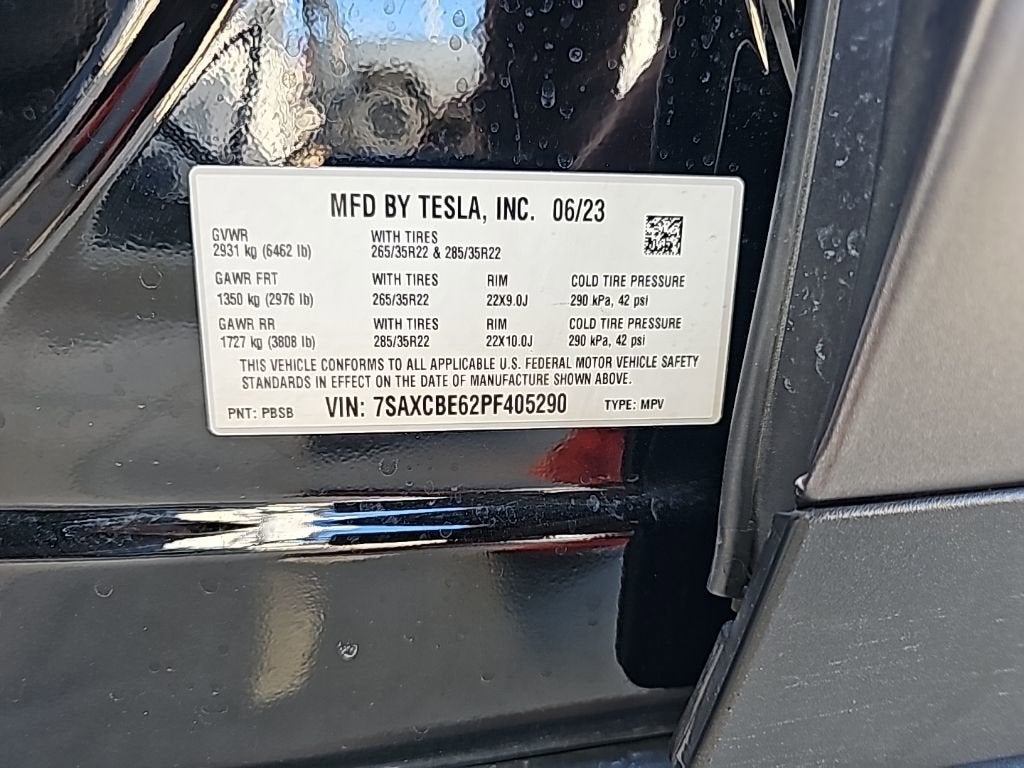 MFD BY TESLA, INC. 06/23
GVWR WITH TIRES
2931 kg (6462 lb) 265/35R22 & 285/35R22
GAWR FRT WITH TIRES RIM COLD TIRE PRESSURE
1350 kg (2976 lb) 265/35R22 22X9.0J 290 kPa, 42 psi
GAWR RR WITH TIRES RIM COLD TIRE PRESSURE
1727 kg (3808 lb) 285/35R22 22X10.0J 290 kPa, 42 psi
THIS VEHICLE CONFORMS TO ALL APPLICABLE U.S. FEDERAL MOTOR VEHICLE SAFETY
STANDARDS IN EFFECT ON THE DATE OF MANUFACTURE SHOWN ABOVE.
PNT: PBSB VIN: 7SAXCBE62PF405290 TYPE: MPV